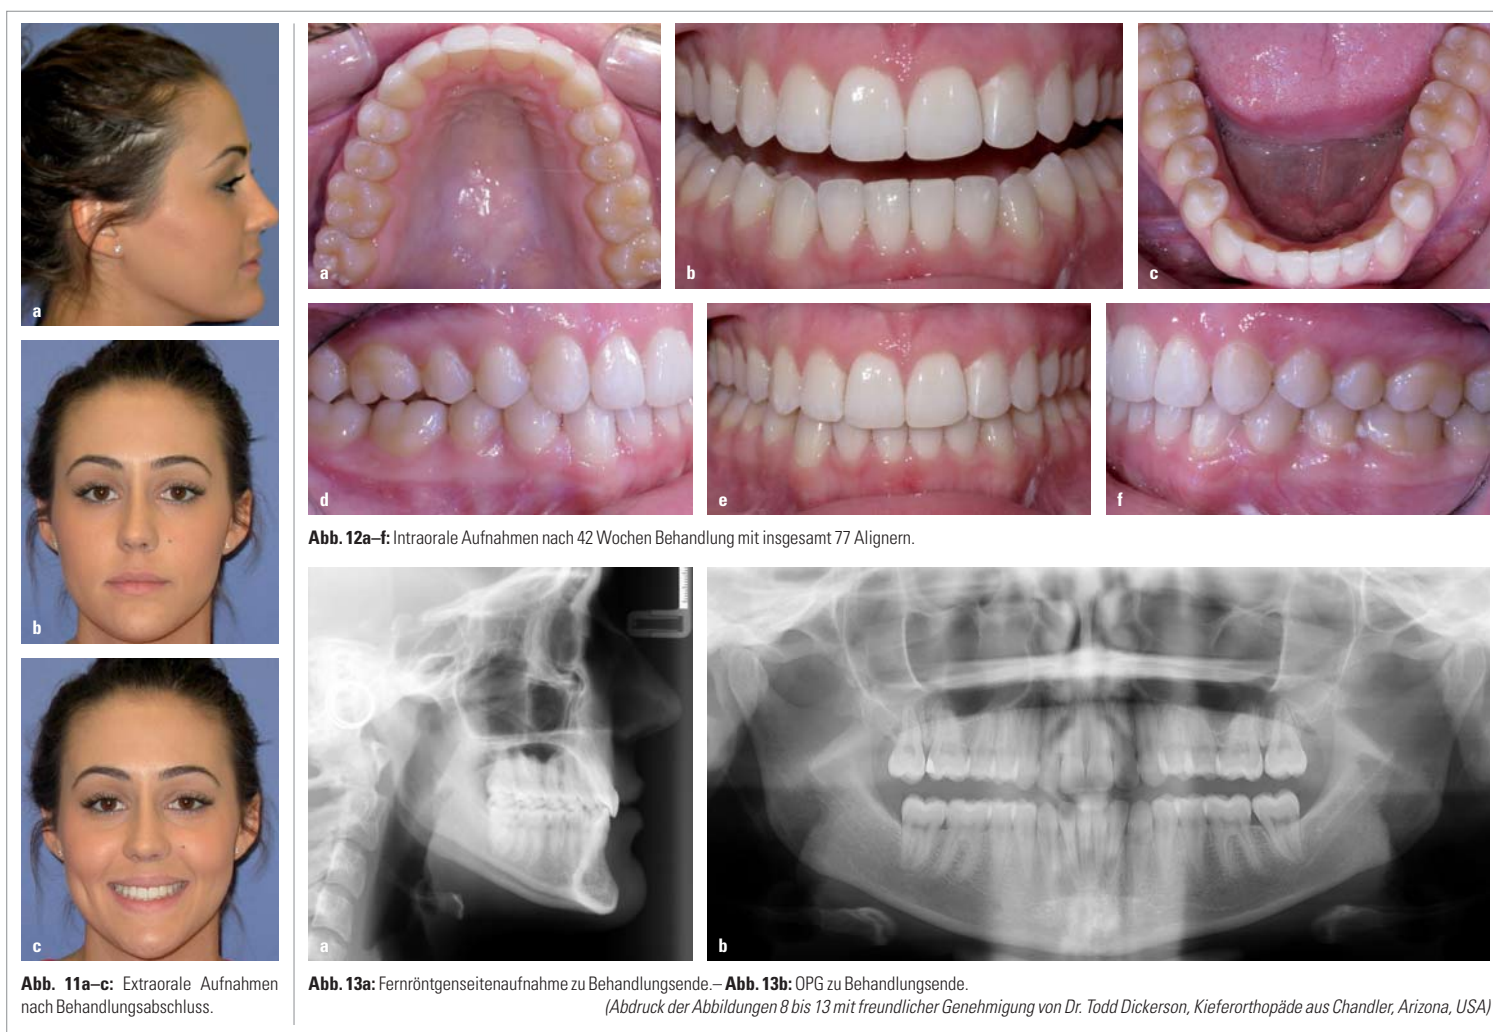 a
b
c
Abb. 11a–c: Extraorale Aufnahmen
nach Behandlungsabschluss.
a
b
c
d
e
f
Abb. 12a–f: Intraorale Aufnahmen nach 42 Wochen Behandlung mit insgesamt 77 Alignern.
a
b
Abb. 13a: Fernröntgenseitenaufnahme zu Behandlungsende.– Abb. 13b: OPG zu Behandlungsende.
(Abdruck der Abbildungen 8 bis 13 mit freundlicher Genehmigung von Dr. Todd Dickerson, Kieferorthopäde aus Chandler, Arizona, USA)